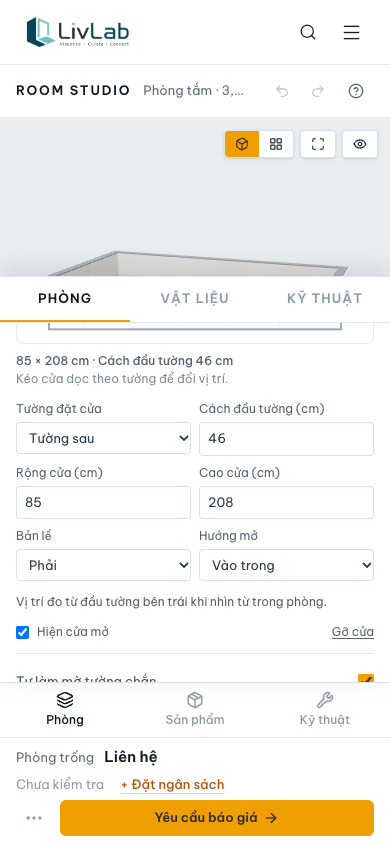 LivLab
Visualize · Curate · Connect
ROOM STUDIO Phòng tắm · 3,...
PHÒNG VẬT LIỆU KỸ THUẬT
85 × 208 cm · Cách đầu tường 46 cm
Kéo cửa dọc theo tường để đổi vị trí.
Tường đặt cửa Cách đầu tường (cm)
Tường sau 46
Rộng cửa (cm) Cao cửa (cm)
85 208
Bản lề Hướng mở
Phải Vào trong
Vị trí đo từ đầu tường bên trái khi nhìn từ trong phòng.
Hiện cửa mở Gỡ cửa
Tự làm mờ tường chắn
Phòng Sản phẩm Kỹ thuật
Phòng trống Liên hệ
Chưa kiểm tra + Đặt ngân sách
Yêu cầu báo giá →